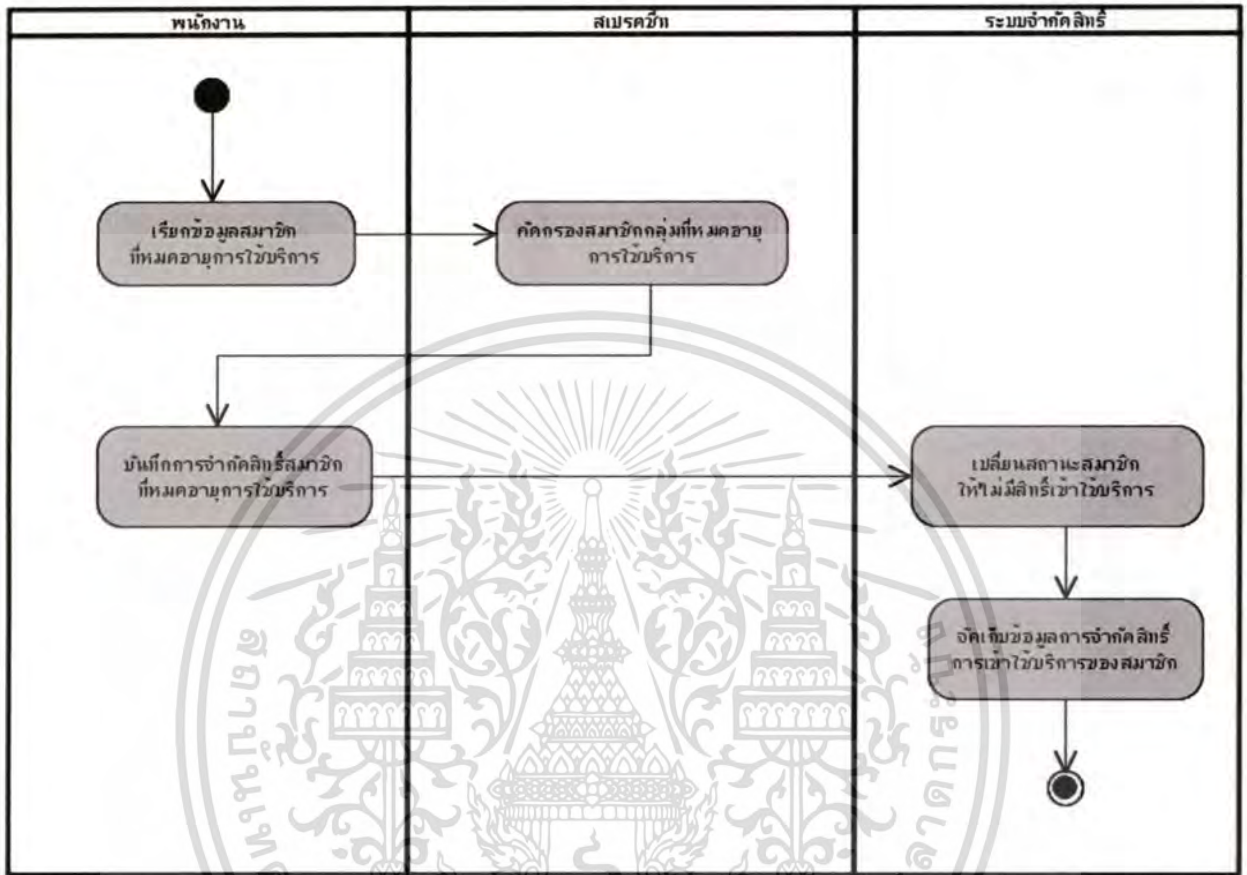 พนักงาน
สเปรดชีท
ระบบจำกัดสิทธิ์
เรียกข้อมูลสมาชิก
ที่หมดอายุการใช้บริการ
คัดกรองสมาชิกกลุ่มที่หมดอายุ
การใช้บริการ
บันทึกการจำกัดสิทธิ์สมาชิก
ที่หมดอายุการใช้บริการ
เปลี่ยนสถานะสมาชิก
ให้ไม่มีสิทธิ์เข้าใช้บริการ
จัดเก็บข้อมูลการจำกัดสิทธิ์
การเข้าใช้บริการของสมาชิก